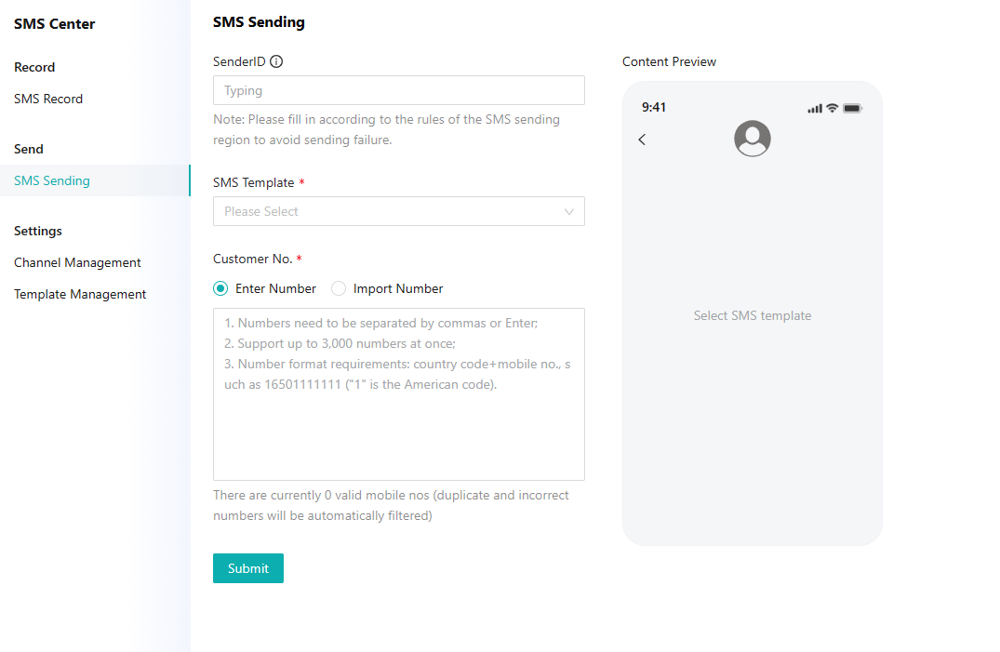 SMS Center
Record
SMS Record
Send
SMS Sending
Settings
Channel Management
Template Management
SMS Sending
SenderID
Typing
Note: Please fill in according to the rules of the SMS sending
region to avoid sending failure.
SMS Template *
Please Select
Customer No. *
Enter Number
Import Number
1. Numbers need to be separated by commas or Enter;
2. Support up to 3,000 numbers at once;
3. Number format requirements: country code+mobile no., s
uch as 16501111111 ("1" is the American code).
There are currently 0 valid mobile nos (duplicate and incorrect
numbers will be automatically filtered)
Submit
Content Preview
9:41
Select SMS template